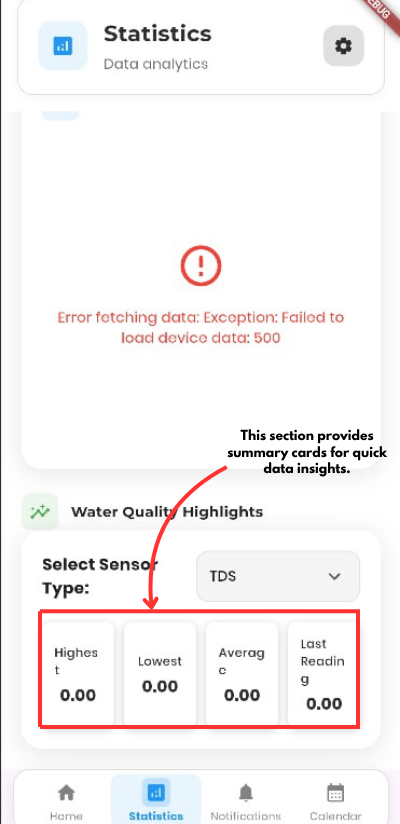 Statistics
Data analytics
Error fetching data: Exception: Failed to
load device data: 500
This section provides
summary cards for quick
data insights.
Water Quality Highlights
Select Sensor
Type:
TDS
Highes
t
0.00
Lowest
0.00
Averag
e
0.00
Last
Readin
g
0.00
Home
Statistics
Notifications
Calendar